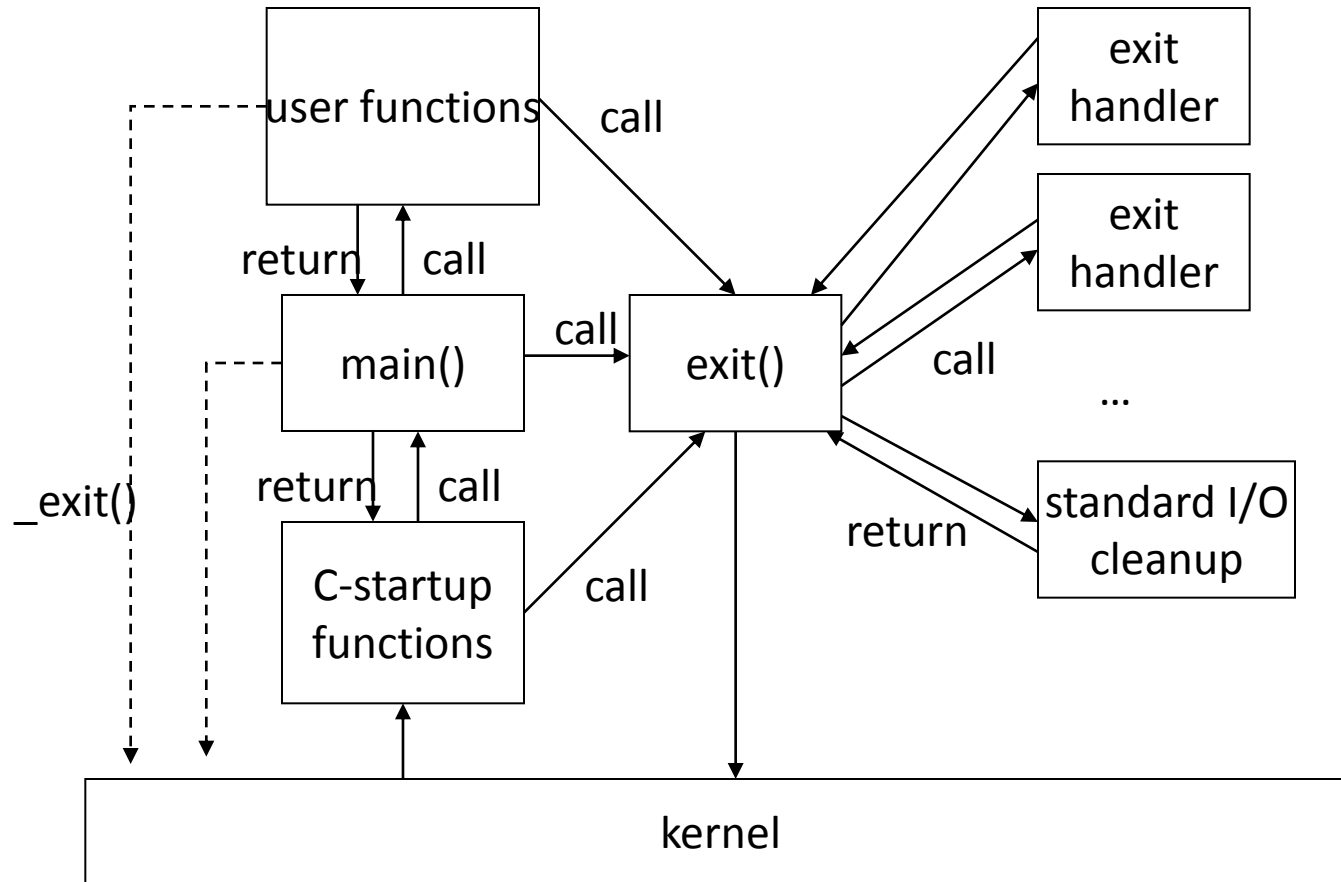 user functions
call
exit
handler
exit
handler
return
call
main()
call
exit()
call
...
return
call
_exit()
C-startup
functions
call
return
standard I/O
cleanup
kernel